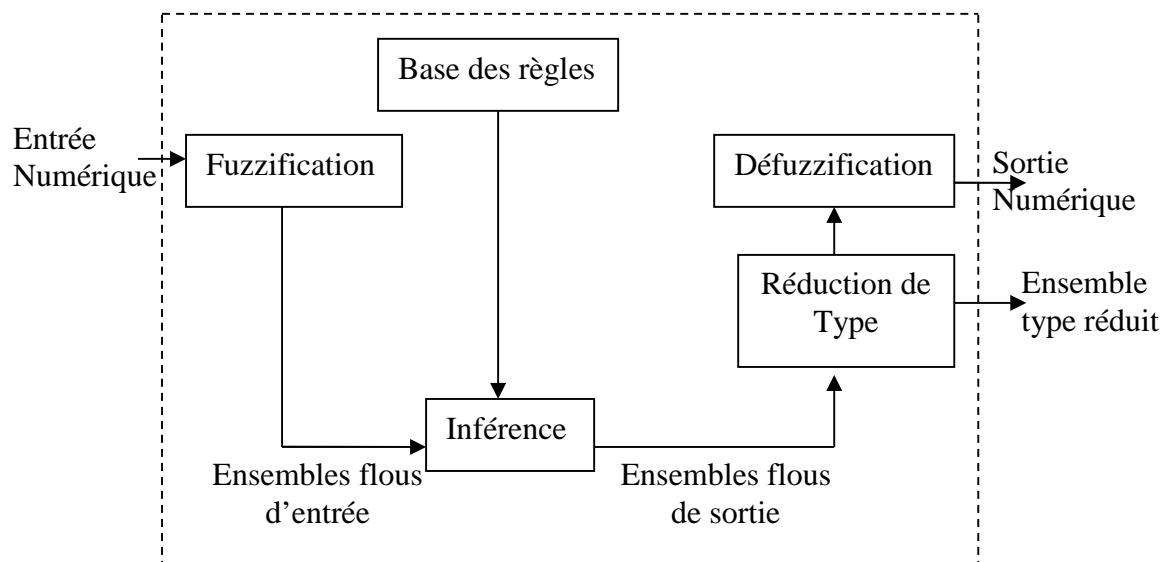 Base des règles
Entrée
Numérique
Fuzzification
Défuzzification
Sortie
Numérique
Réduction de
Type
Ensemble
type réduit
Inférence
Ensembles flous
d’entrée
Ensembles flous
de sortie